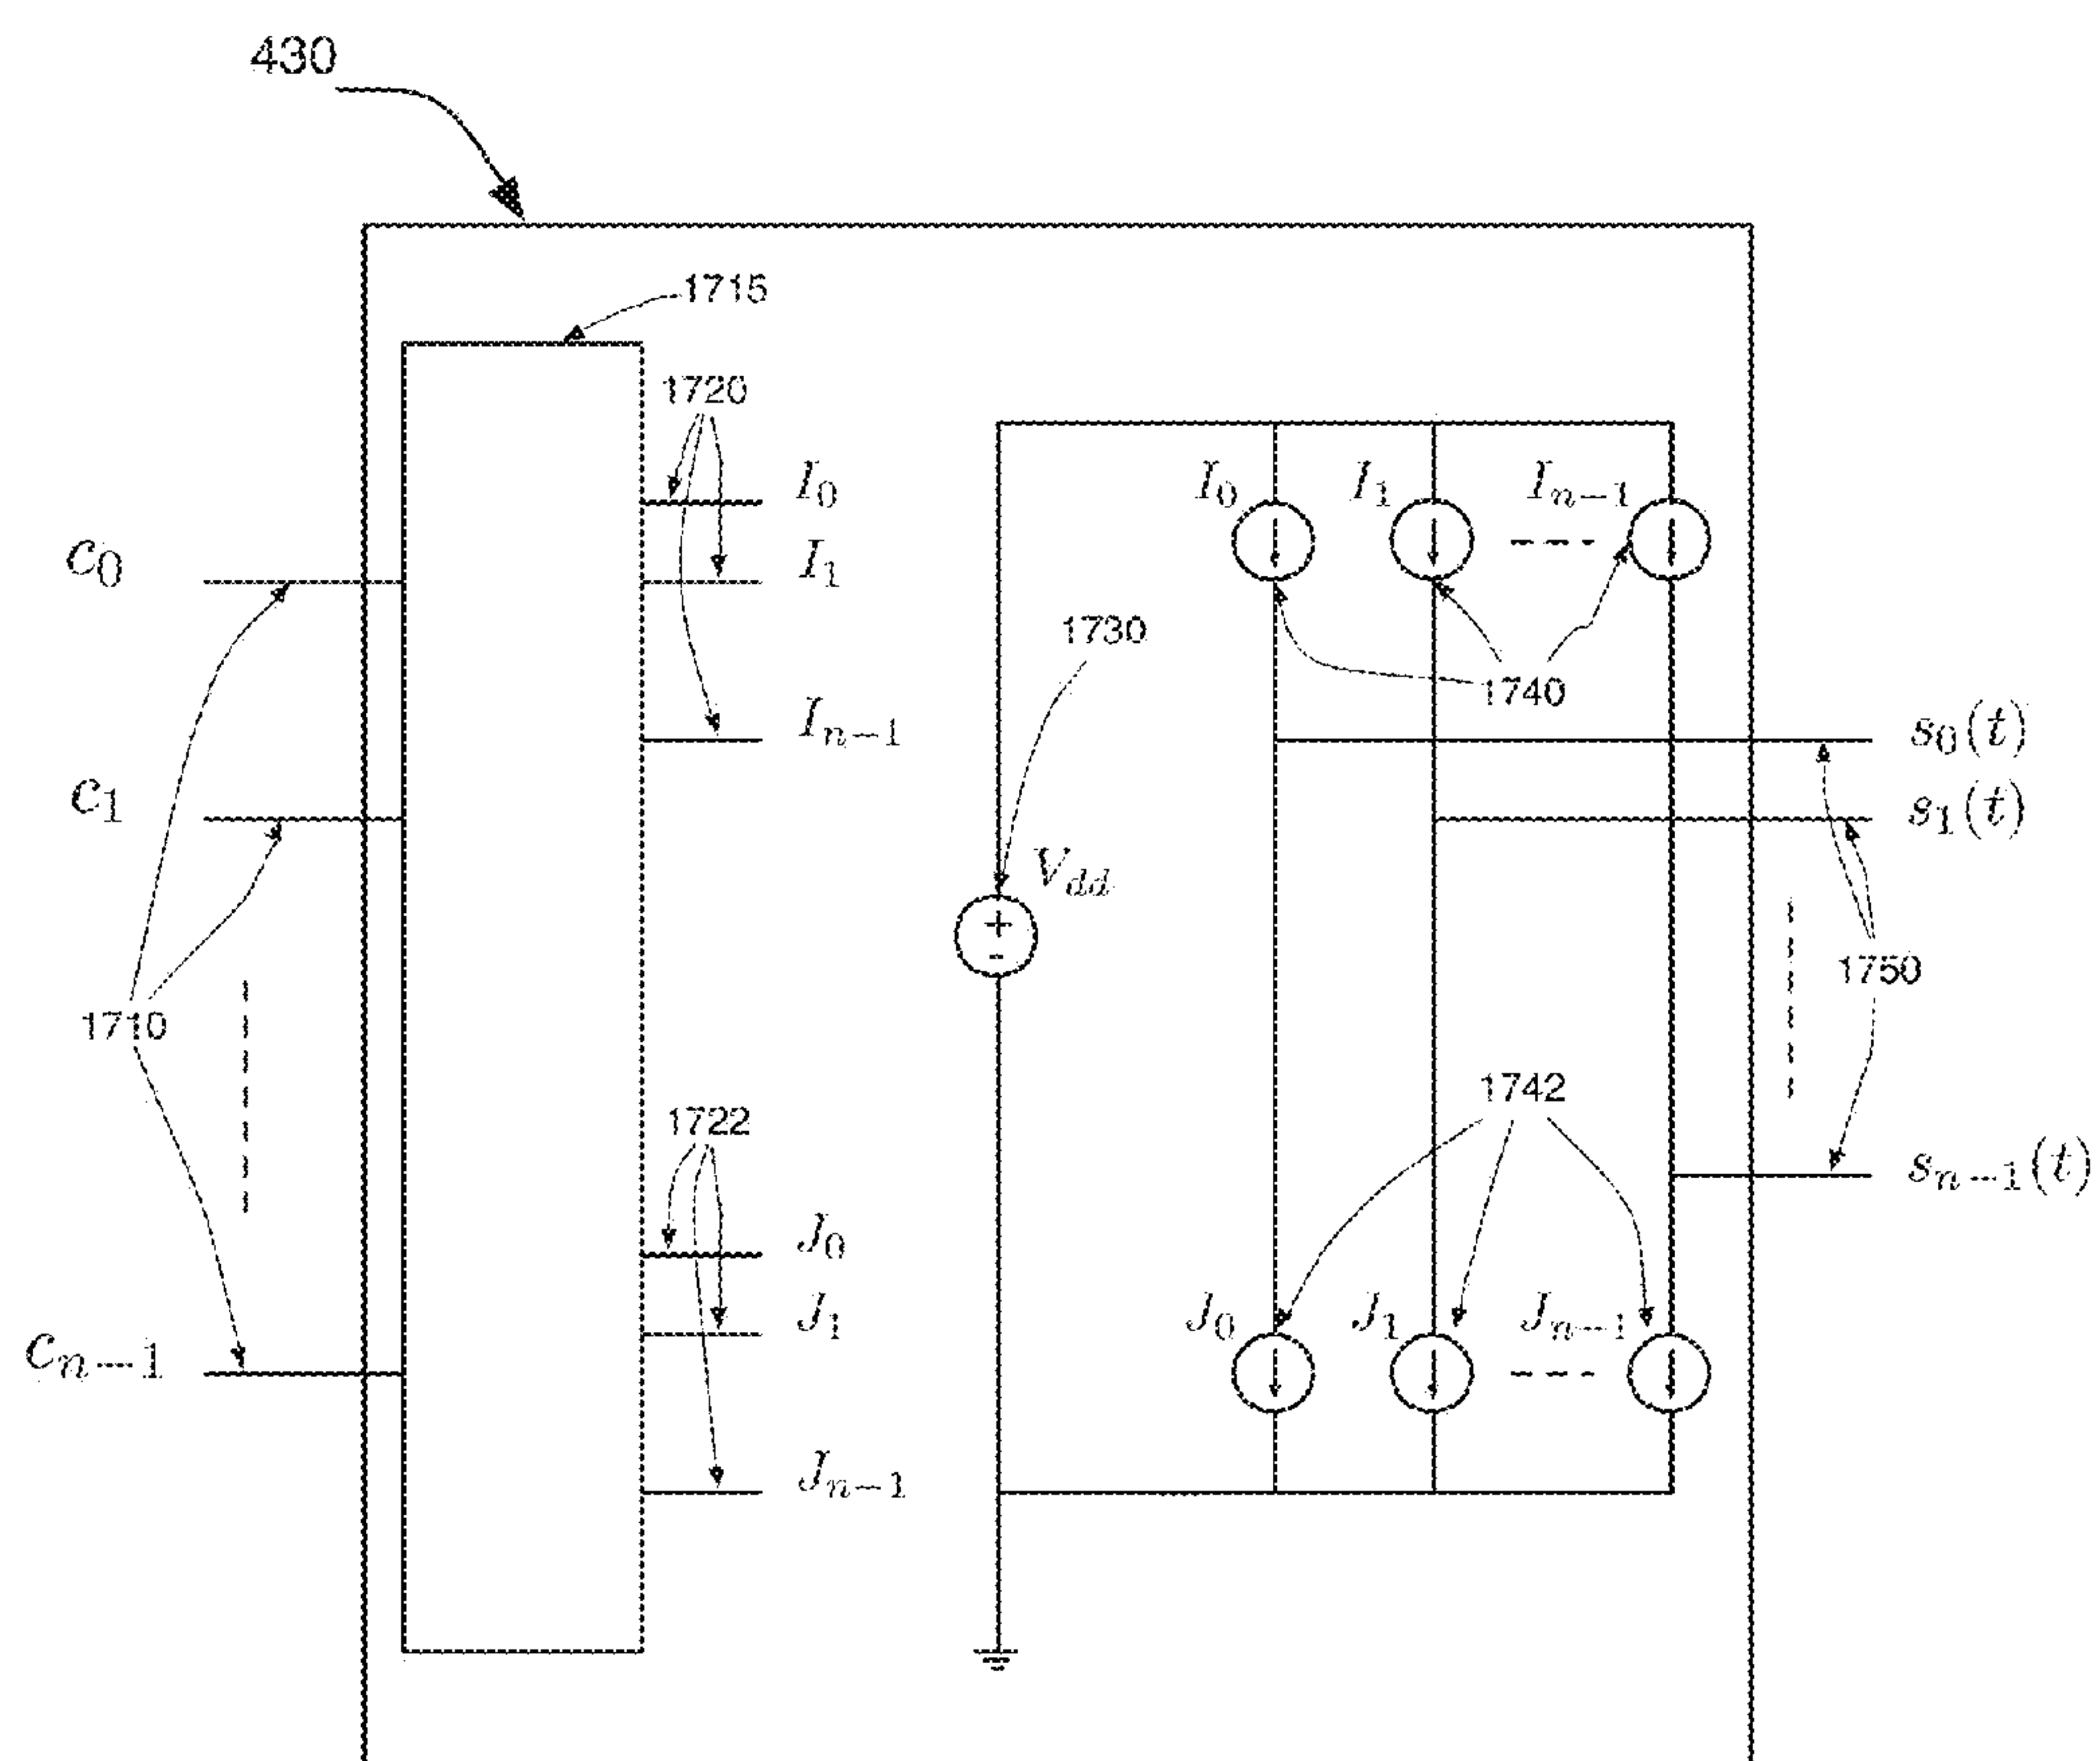 430
1715
1720
I₀
I₁
Iₙ₋₁
c₀
c₁
1710
cₙ₋₁
1722
J₀
J₁
Jₙ₋₁
1730
V_dd
+
-
I₀ I₁ Iₙ₋₁
1740
s₀(t)
s₁(t)
1750
sₙ₋₁(t)
1742
J₀ J₁ Jₙ₋₁